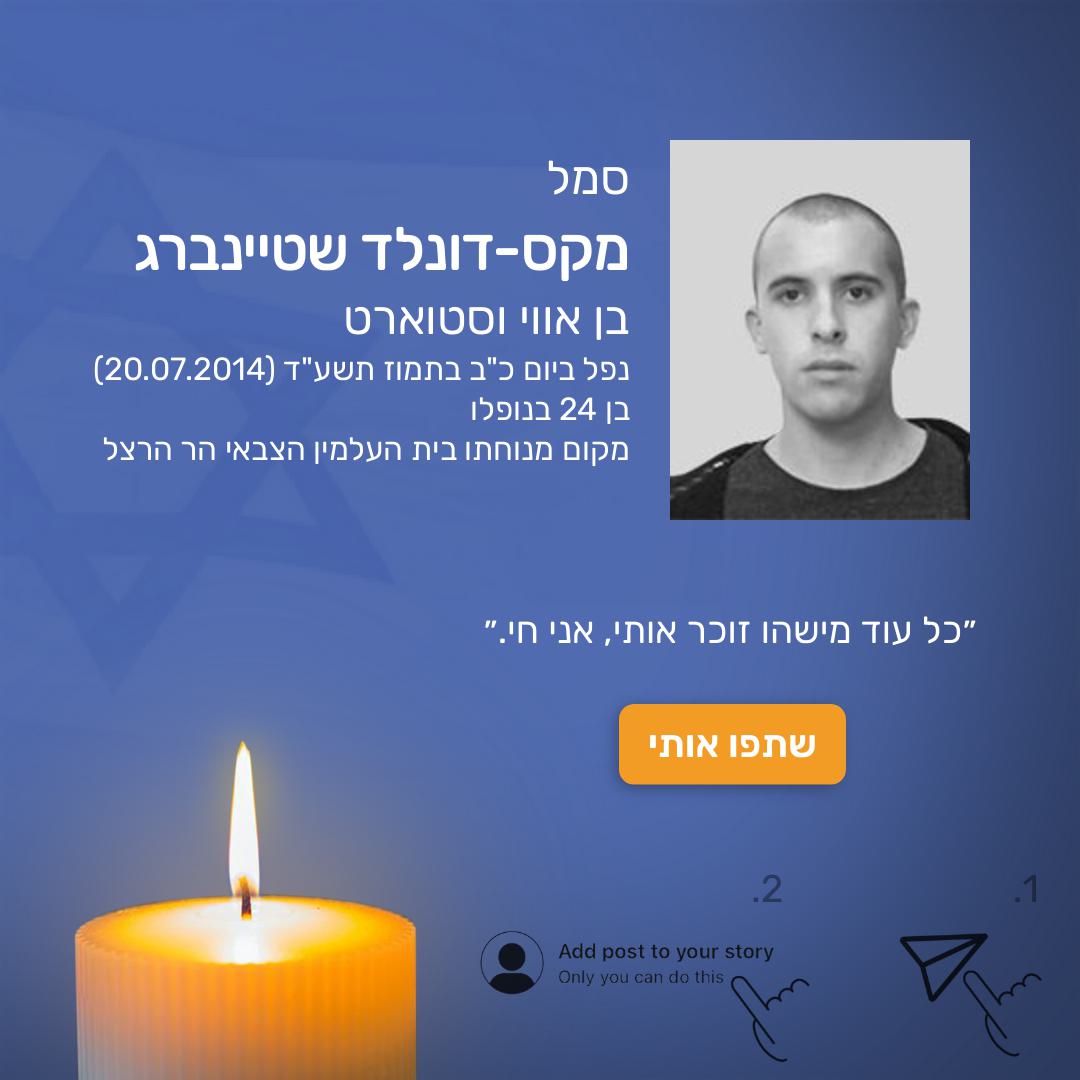 סמל
מקס-דונלד שטיינברג
בן אווי וסטוארט
נפל ביום כ"ב בתמוז תשע"ד (20.07.2014)
בן 24 בנופלו
מקום מנוחתו בית העלמין הצבאי הר הרצל
״כל עוד מישהו זוכר אותי, אני חי.״
שתפו אותי
1.
2.
Add post to your story
Only you can do this